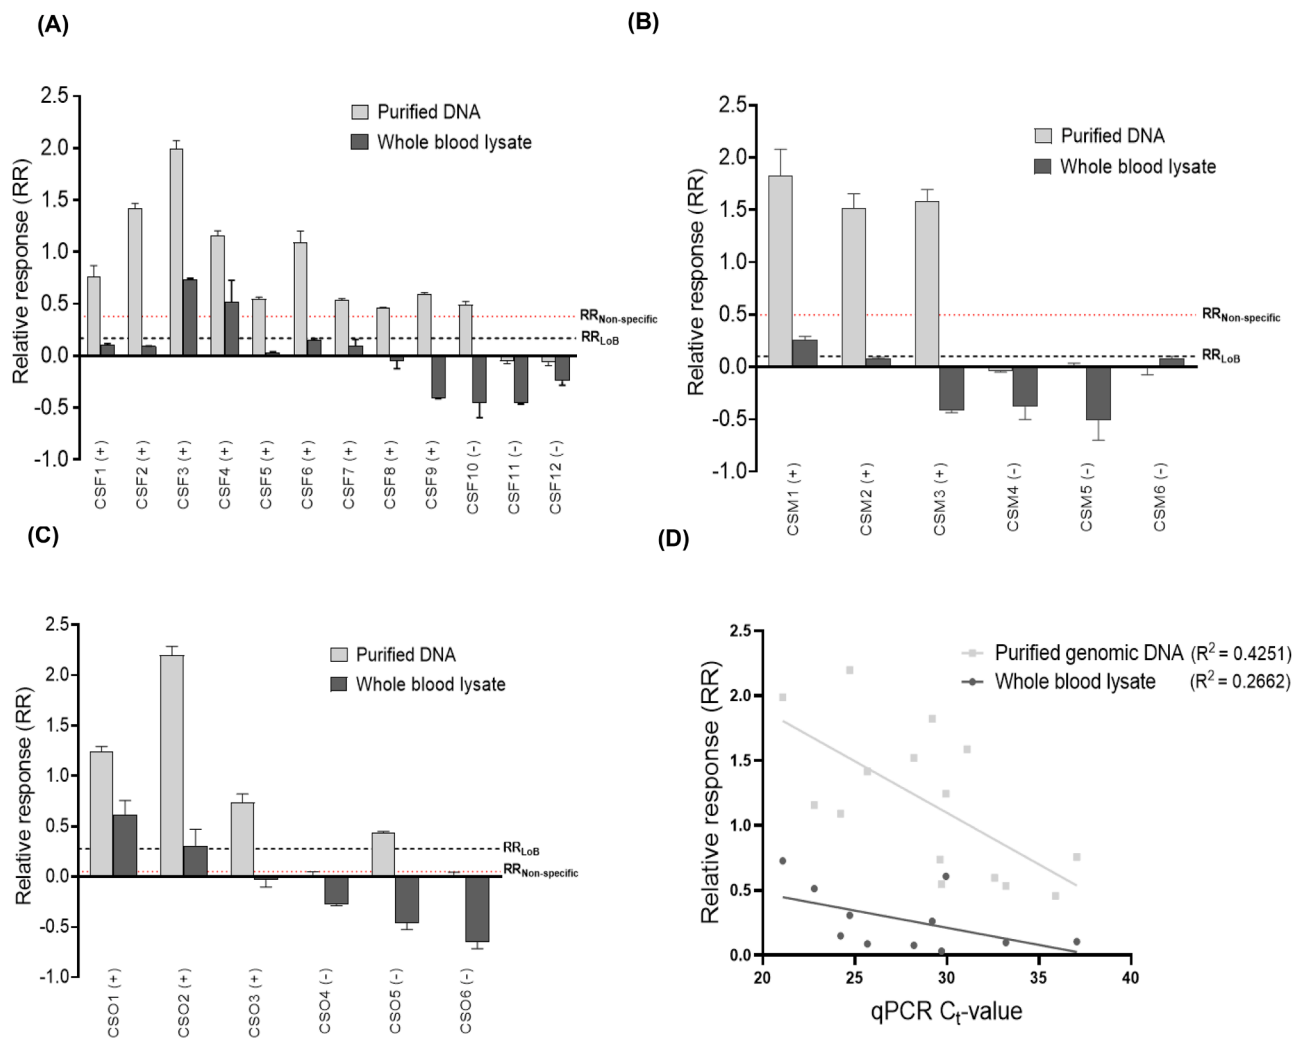 (A)
2.5
2.0
1.5
1.0
0.5
0.0
-0.5
-1.0
Relative response (RR)
Purified DNA
Whole blood lysate
RRNon-specific
RRLoB
CSF1 (+)
CSF2 (+)
CSF3 (+)
CSF4 (+)
CSF5 (+)
CSF6 (+)
CSF7 (+)
CSF8 (+)
CSF9 (+)
CSF10 (-)
CSF11 (-)
CSF12 (-)
(B)
2.5
2.0
1.5
1.0
0.5
0.0
-0.5
-1.0
Relative response (RR)
Purified DNA
Whole blood lysate
RRNon-specific
RRLoB
CSM1 (+)
CSM2 (+)
CSM3 (+)
CSM4 (-)
CSM5 (-)
CSM6 (-)
(C)
2.5
2.0
1.5
1.0
0.5
0.0
-0.5
-1.0
Relative response (RR)
Purified DNA
Whole blood lysate
RRLoB
RRNon-specific
CSO1 (+)
CSO2 (+)
CSO3 (+)
CSO4 (-)
CSO5 (-)
CSO6 (-)
(D)
2.5
2.0
1.5
1.0
0.5
0.0
Relative response (RR)
Purified genomic DNA (R² = 0.4251)
Whole blood lysate (R² = 0.2662)
20 25 30 35 40
qPCR Ct-value